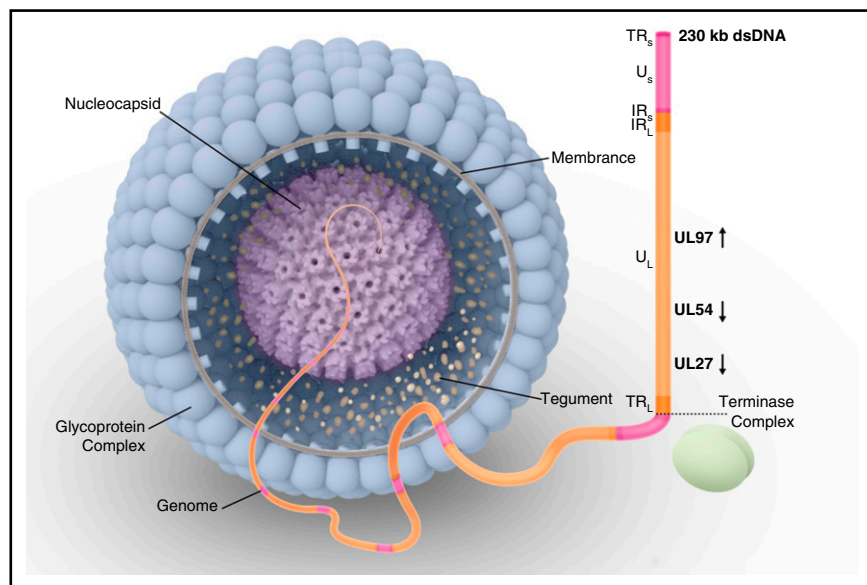 TRs 230 kb dsDNA
Us
Nucleocapsid
IRs
IRL
Membrance
UL97 ↑
UL
UL54 ↓
UL27 ↓
Tegument
TRL
Terminase
Complex
Glycoprotein
Complex
Genome